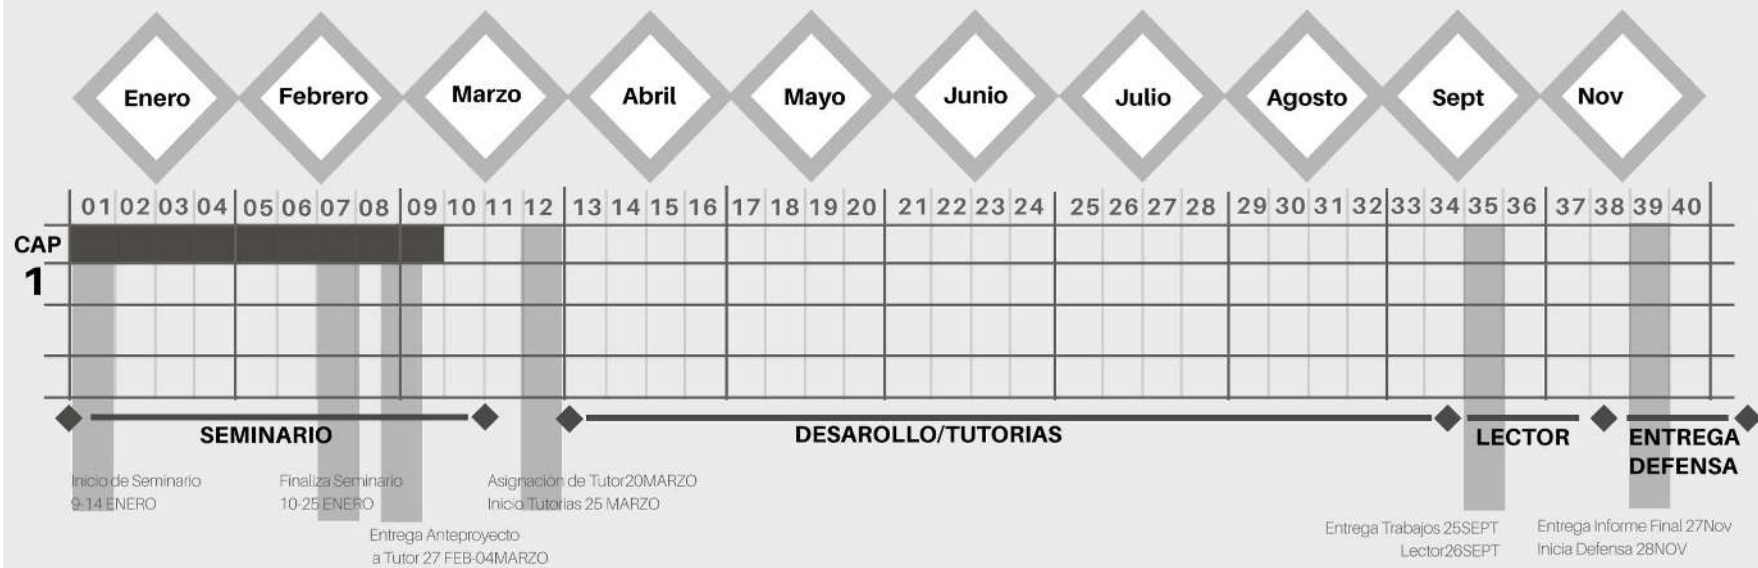 Enero Febrero Marzo Abril Mayo Junio Julio Agosto Sept Nov
01 02 03 04 05 06 07 08 09 10 11 12 13 14 15 16 17 18 19 20 21 22 23 24 25 26 27 28 29 30 31 32 33 34 35 36 37 38 39 40
CAP
1
SEMINARIO
DESAROLLO/TUTORIAS
LECTOR
ENTREGA
DEFENSA
Inicio de Seminario
9-14 ENERO
Finaliza Seminario
10-25 ENERO
Entrega Anteproyecto
a Tutor 27 FEB-04MARZO
Asignación de Tutor20MARZO
Inicio Tutorias 25 MARZO
Entrega Trabajos 25SEPT
Lector26SEPT
Entrega Informe Final 27Nov
Inicia Defensa 28NOV